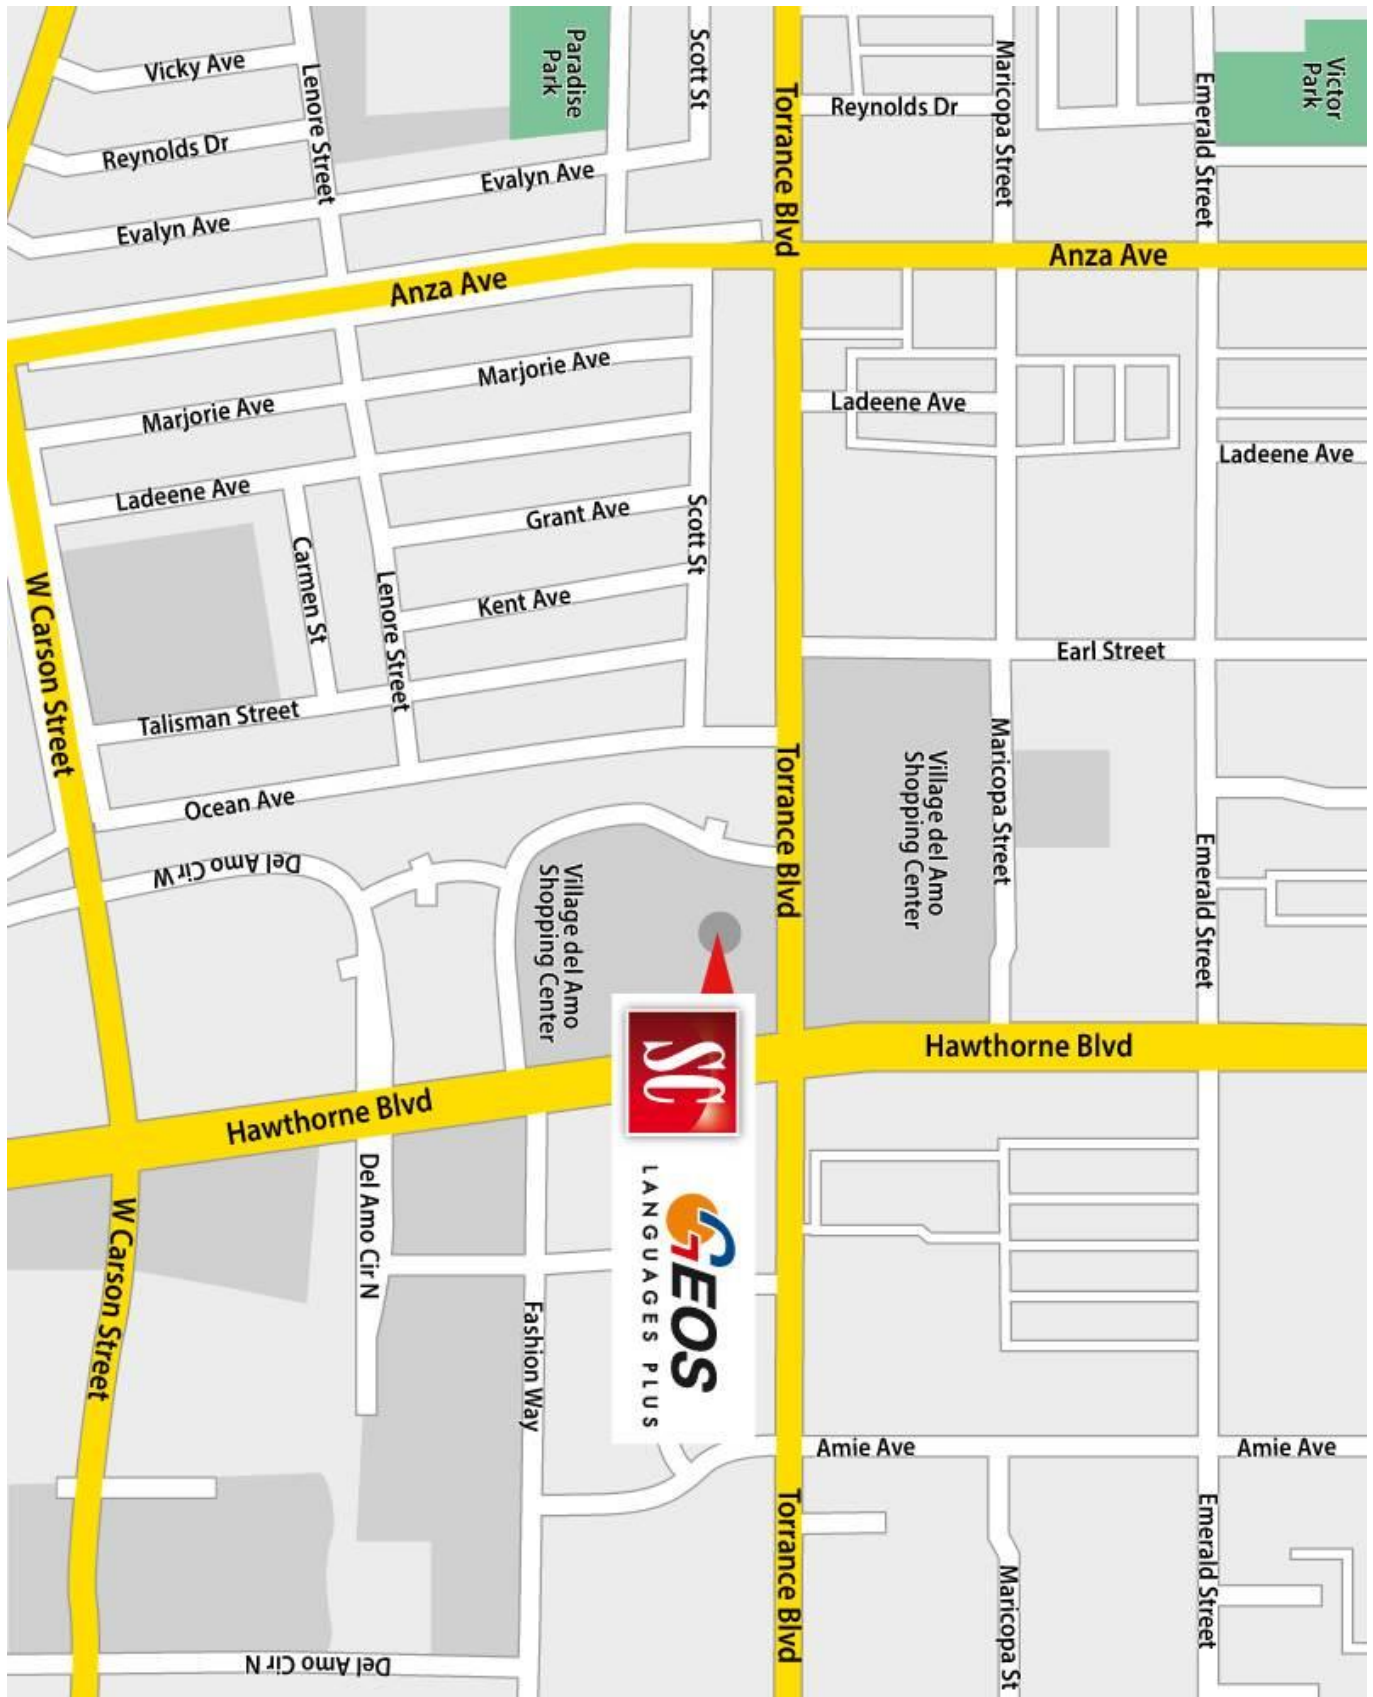 Vicky Ave
Lenore Street
Paradise
Park
Scott St
Torrance Blvd
Reynolds Dr
Maricopa Street
Emerald Street
Victor
Park
Reynolds Dr
Evalyn Ave
Evalyn Ave
Anza Ave
Anza Ave
Marjorie Ave
Marjorie Ave
Ladeene Ave
Ladeene Ave
Ladeene Ave
Grant Ave
Scott St
Carmen St
Lenore Street
Kent Ave
W Carson Street
Earl Street
Talisman Street
Ocean Ave
Torrance Blvd
Village del Amo
Shopping Center
Maricopa Street
Emerald Street
Del Amo Cir W
Village del Amo
Shopping Center
SC
Hawthorne Blvd
Hawthorne Blvd
Del Amo Cir N
W Carson Street
GEOS
LANGUAGES PLUS
Fashion Way
Amie Ave
Amie Ave
Torrance Blvd
Emerald Street
Maricopa St
Del Amo Cir N